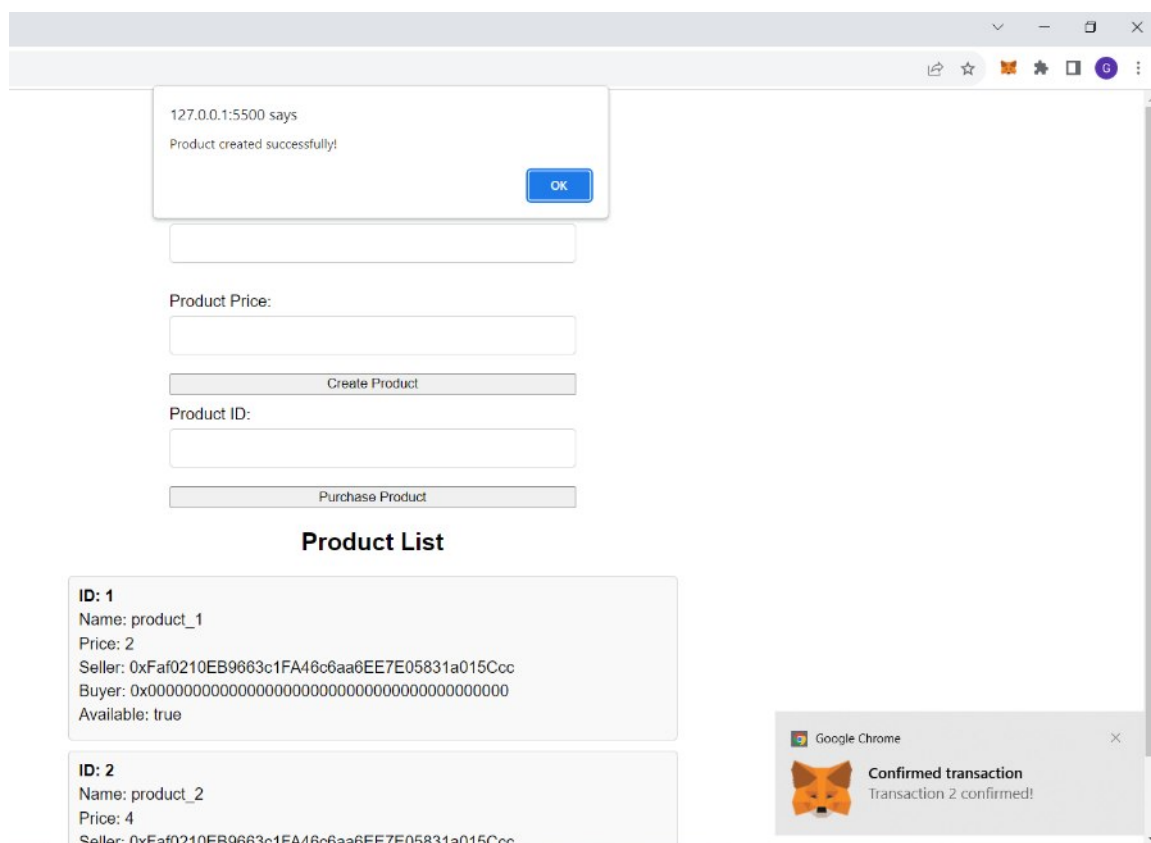 G
127.0.0.1:5500 says
Product created successfully!
OK
Product Price:
Create Product
Product ID:
Purchase Product
Product List
ID: 1
Name: product_1
Price: 2
Seller: 0xFaf0210EB9663c1FA46c6aa6EE7E05831a015Ccc
Buyer: 0x0000000000000000000000000000000000000000
Available: true
ID: 2
Name: product_2
Price: 4
Seller: 0xFaf0210EB9663c1FA46c6aa6EE7E05831a015Ccc
Google Chrome
Confirmed transaction
Transaction 2 confirmed!